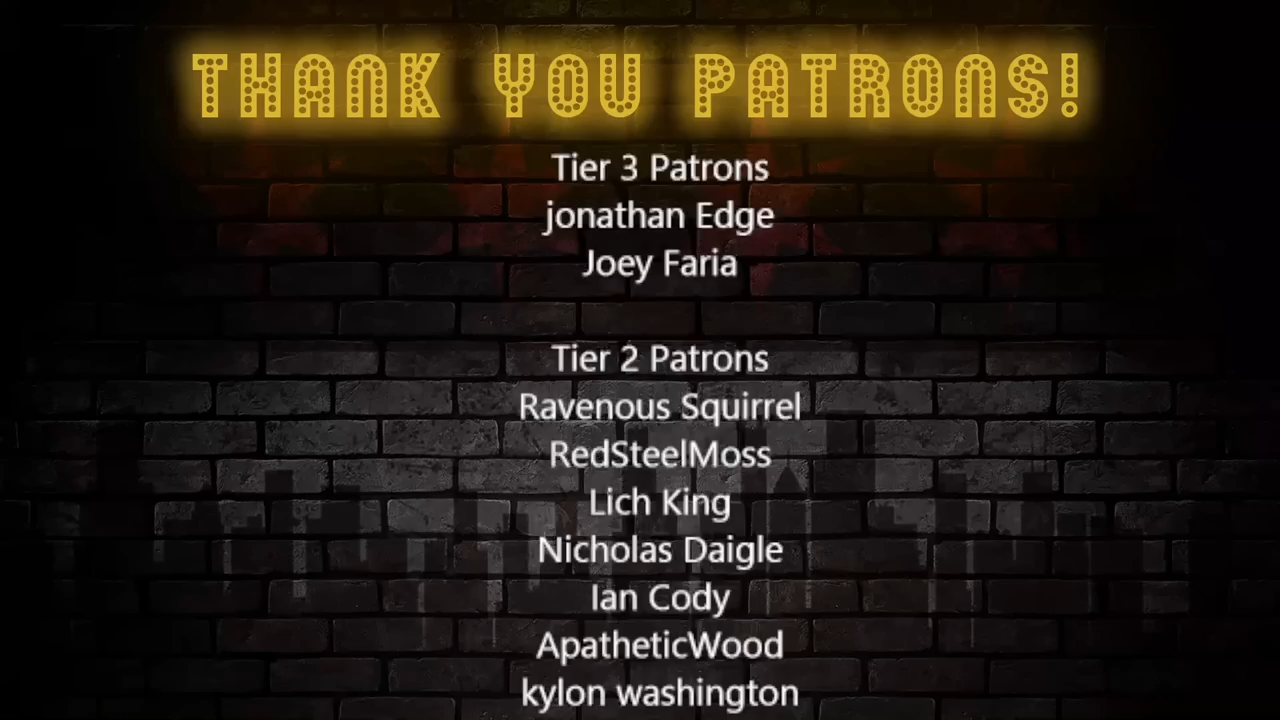 THANK YOU PATRONS!
Tier 3 Patrons
jonathan Edge
Joey Faria
Tier 2 Patrons
Ravenous Squirrel
RedSteelMoss
Lich King
Nicholas Daigle
Ian Cody
ApatheticWood
kylon washington